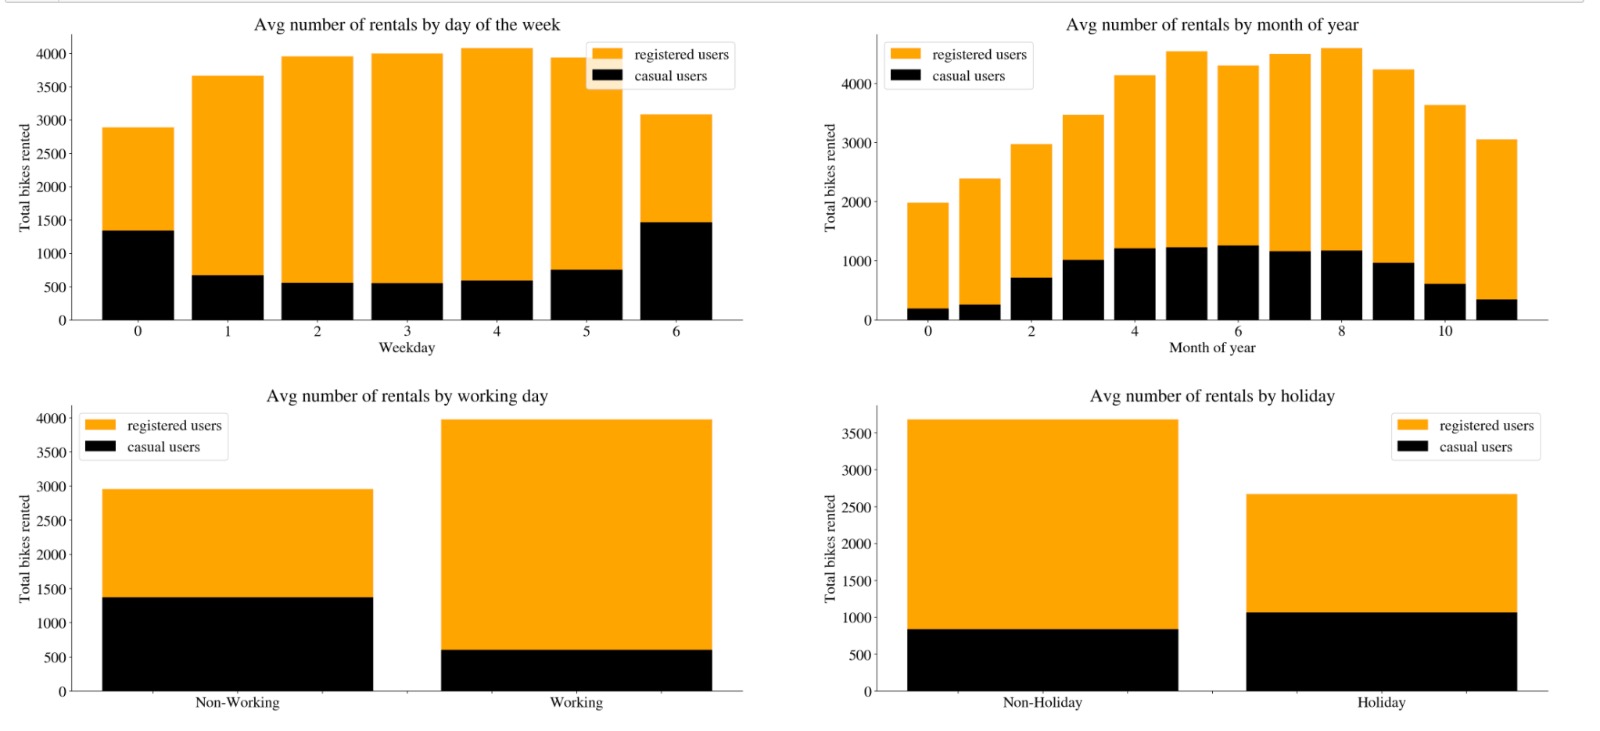 Avg number of rentals by day of the week
registered users
casual users
Total bikes rented
4000
3500
3000
2500
2000
1500
1000
500
0
0 1 2 3 4 5 6
Weekday
Avg number of rentals by month of year
registered users
casual users
Total bikes rented
4000
3000
2000
1000
0
0 2 4 6 8 10
Month of year
Avg number of rentals by working day
registered users
casual users
Total bikes rented
4000
3500
3000
2500
2000
1500
1000
500
0
Non-Working Working
Avg number of rentals by holiday
registered users
casual users
Total bikes rented
3500
3000
2500
2000
1500
1000
500
0
Non-Holiday Holiday